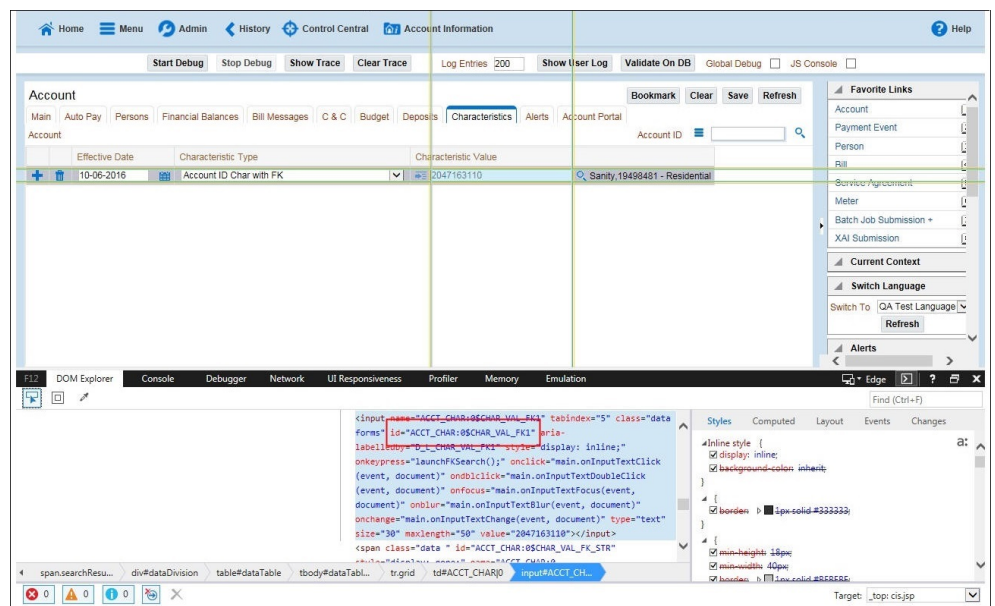 Home Menu Admin History Control Central Account Information Help
Start Debug Stop Debug Show Trace Clear Trace Log Entries 200 Show User Log Validate On DB Global Debug JS Console
Account Bookmark Clear Save Refresh
Main Auto Pay Persons Financial Balances Bill Messages C & C Budget Deposits Characteristics Alerts Account Portal
Account Account ID
Effective Date Characteristic Type Characteristic Value
10-06-2016 Account ID Char with FK 2047163110 Sanity,19498481 - Residential
Favorite Links
Account
Payment Event
Person
Bill
Service Agreement
Meter
Batch Job Submission +
XAI Submission
Current Context
Switch Language
Switch To QA Test Language
Refresh
Alerts
F12 DOM Explorer Console Debugger Network UI Responsiveness Profiler Memory Emulation Edge ?
Find (Ctrl+F)
<input name="ACCT_CHAR:0$CHAR_VAL_FK1" tabindex="5" class="data
forms" id="ACCT_CHAR:0$CHAR_VAL_FK1" aria-
labelledby="D_L_CHAR_VAL_FK1" style="display: inline;"
onkeypress="launchFKSearch();" onclick="main.onInputTextClick
(event, document)" ondblclick="main.onInputTextDoubleClick
(event, document)" onfocus="main.onInputTextFocus(event,
document)" onblur="main.onInputTextBlur(event, document)"
onchange="main.onInputTextChange(event, document)" type="text"
size="30" maxlength="50" value="2047163110"></input>
<span class="data " id="ACCT_CHAR:0$CHAR_VAL_FK_STR"
Styles Computed Layout Events Changes
Inline style {
display: inline;
background-color: inherit;
}
{
border: 1px solid #333333;
}
{
min-height: 18px;
min-width: 40px;
span.searchResu... div#dataDivision table#dataTable tbody#dataTabl... tr.grid td#ACCT_CHAR|0 input#ACCT_CH...
0 0 0 Target: _top: cis.jsp